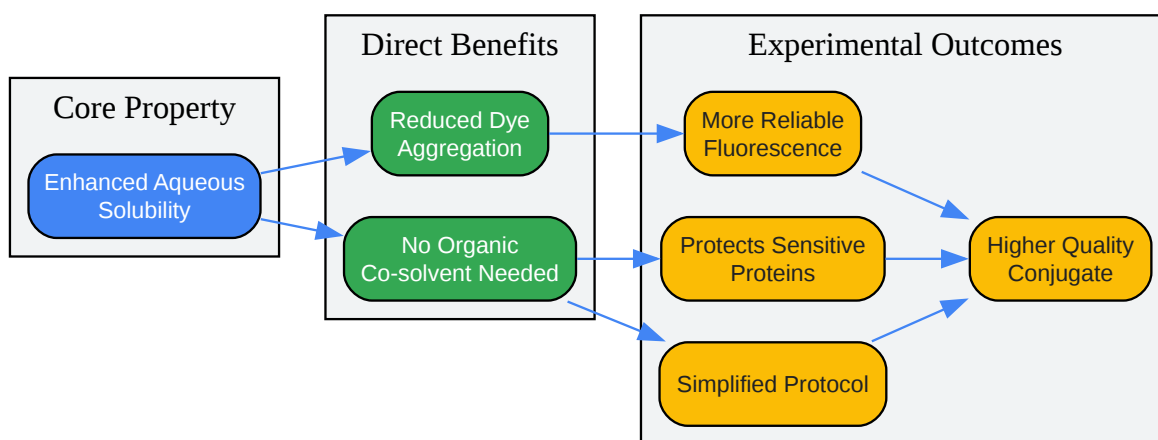 Core Property
Enhanced Aqueous
Solubility
Direct Benefits
Reduced Dye
Aggregation
No Organic
Co-solvent Needed
Experimental Outcomes
More Reliable
Fluorescence
Protects Sensitive
Proteins
Simplified Protocol
Higher Quality
Conjugate